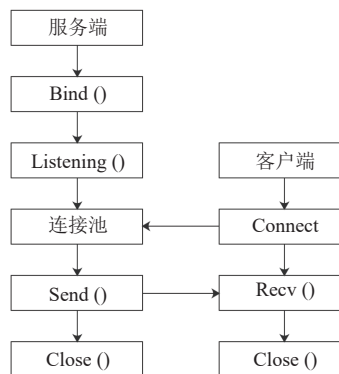 服务端
Bind ()
Listening ()
客户端
连接池
Connect
Send ()
Recv ()
Close ()
Close ()